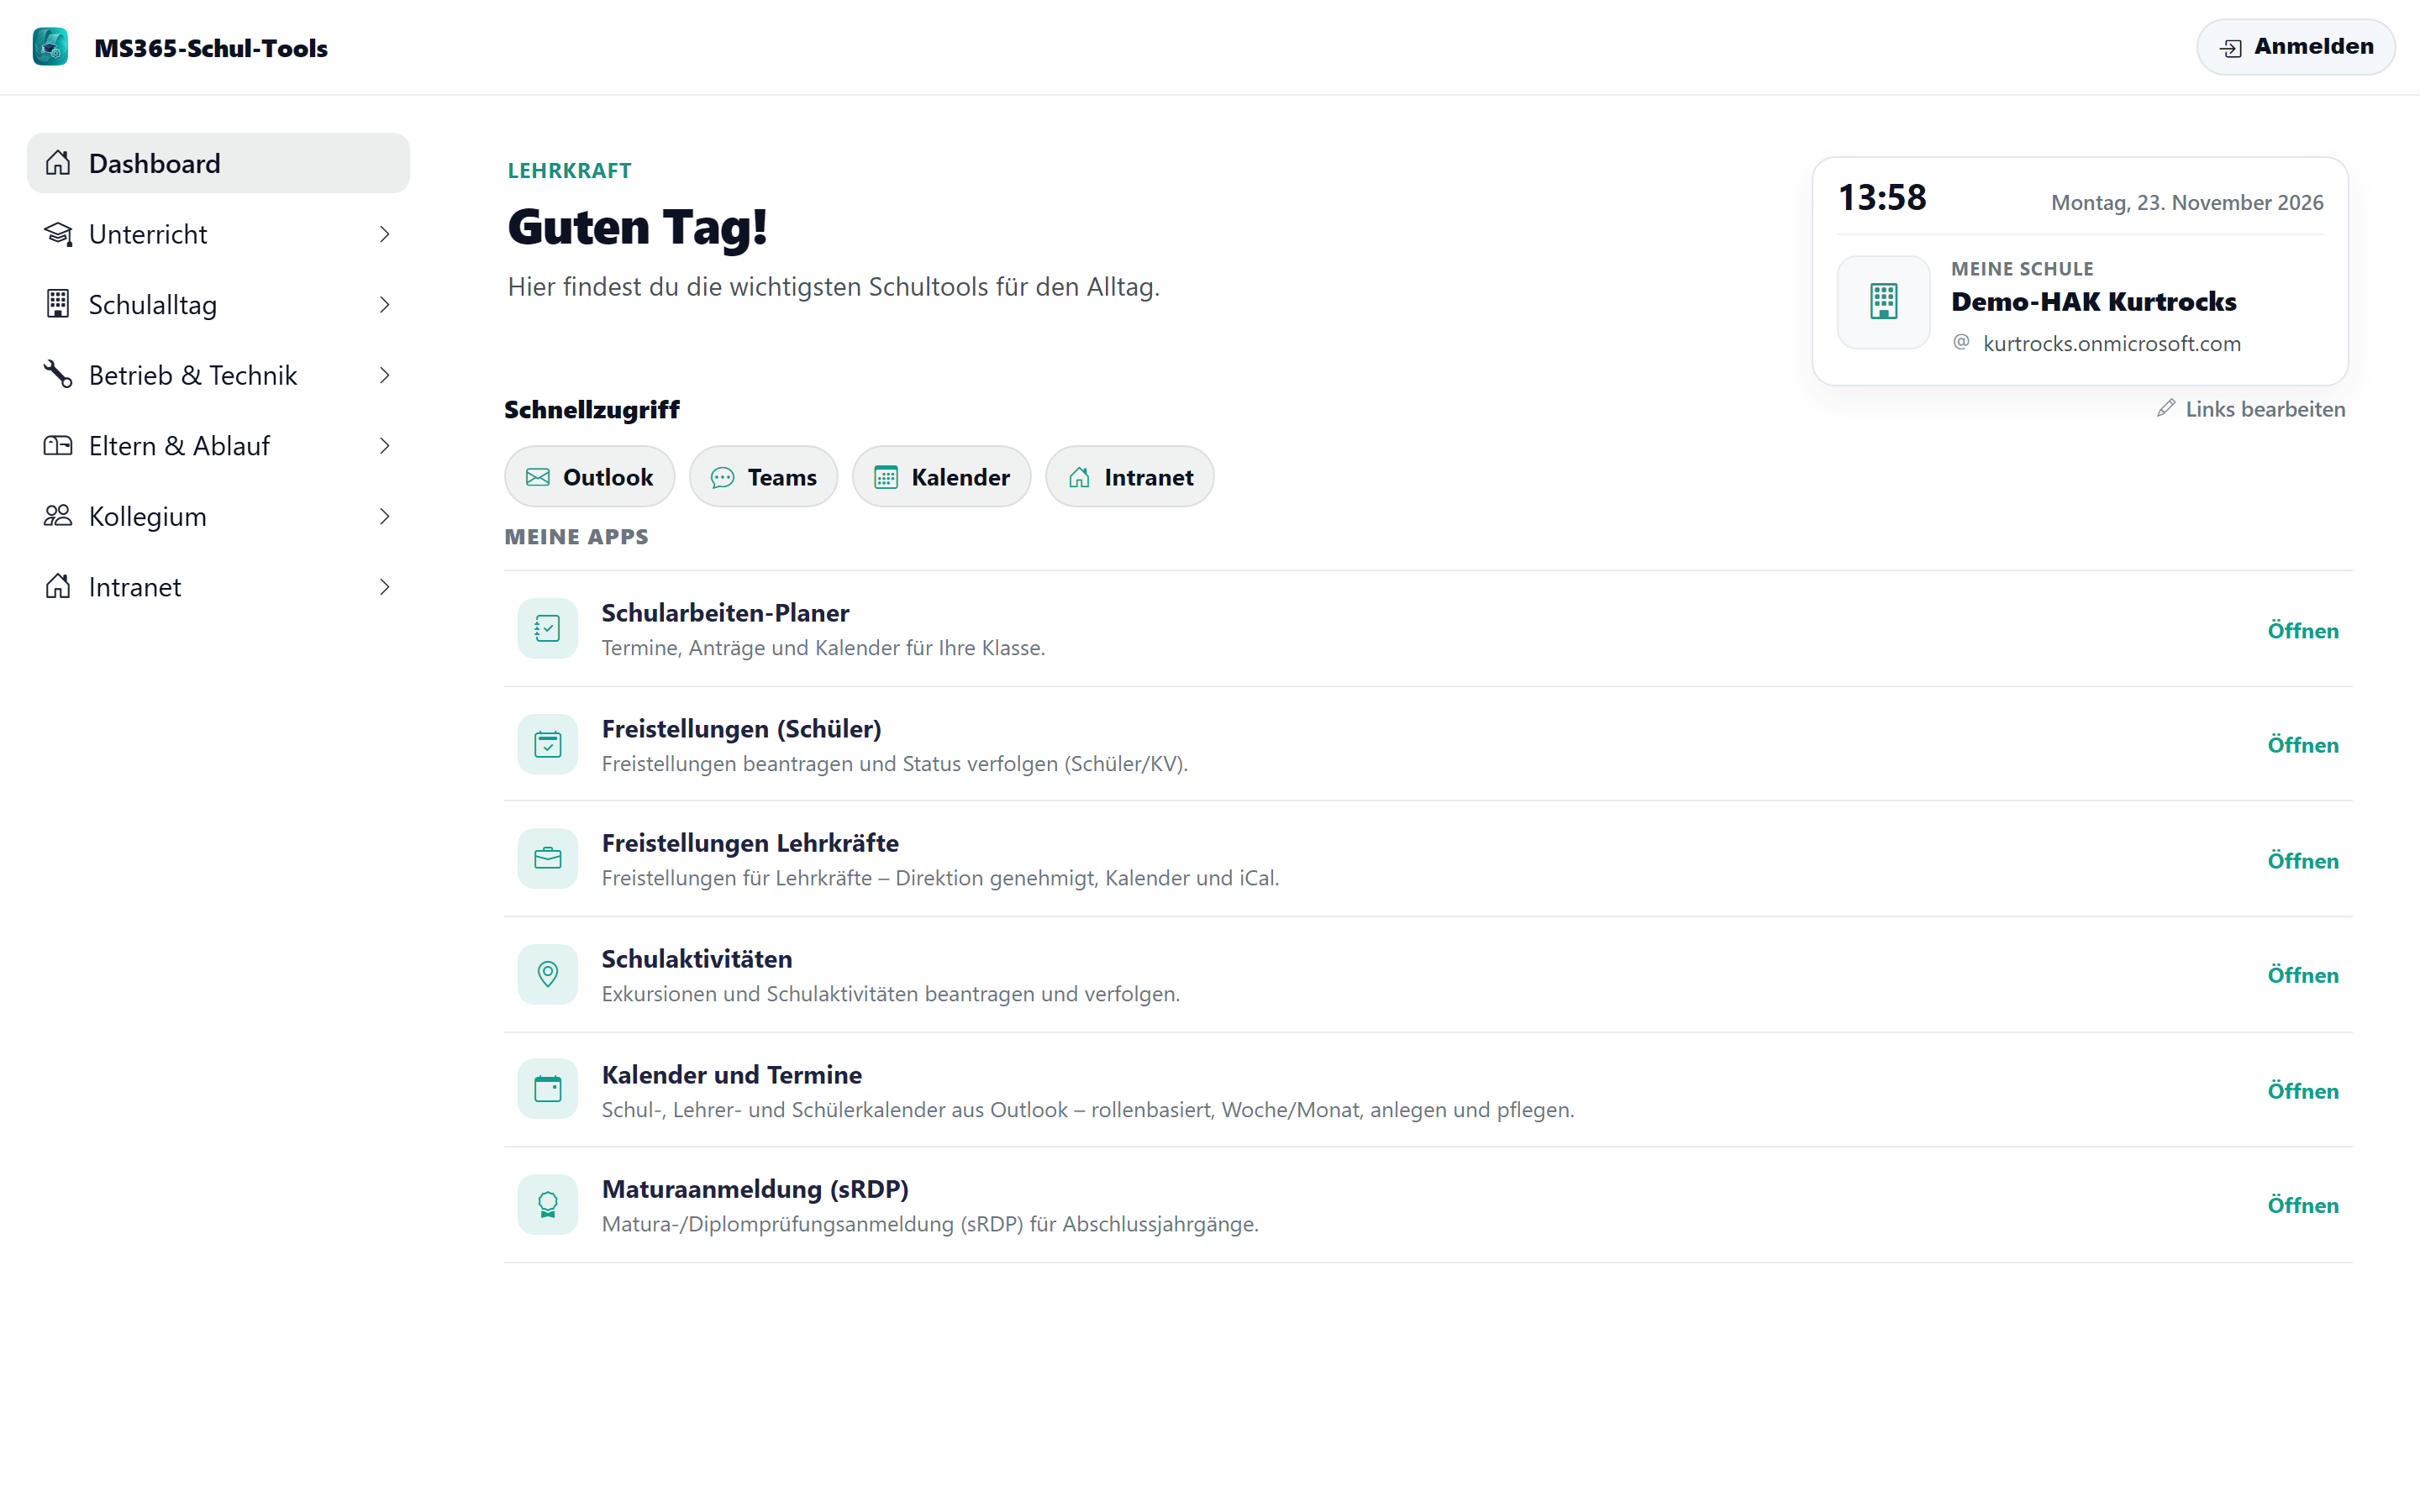 MS365-Schul-Tools
Anmelden
Dashboard
Unterricht
Schulalltag
Betrieb & Technik
Eltern & Ablauf
Kollegium
Intranet
LEHRKRAFT
Guten Tag!
Hier findest du die wichtigsten Schultools für den Alltag.
13:58
Montag, 23. November 2026
MEINE SCHULE
Demo-HAK Kurtrocks
@ kurtrocks.onmicrosoft.com
Schnellzugriff
Links bearbeiten
Outlook
Teams
Kalender
Intranet
MEINE APPS
Schularbeiten-Planer
Termine, Anträge und Kalender für Ihre Klasse.
Öffnen
Freistellungen (Schüler)
Freistellungen beantragen und Status verfolgen (Schüler/KV).
Öffnen
Freistellungen Lehrkräfte
Freistellungen für Lehrkräfte – Direktion genehmigt, Kalender und iCal.
Öffnen
Schulaktivitäten
Exkursionen und Schulaktivitäten beantragen und verfolgen.
Öffnen
Kalender und Termine
Schul-, Lehrer- und Schülerkalender aus Outlook – rollenbasiert, Woche/Monat, anlegen und pflegen.
Öffnen
Maturaanmeldung (sRDP)
Matura-/Diplomprüfungsanmeldung (sRDP) für Abschlussjahrgänge.
Öffnen